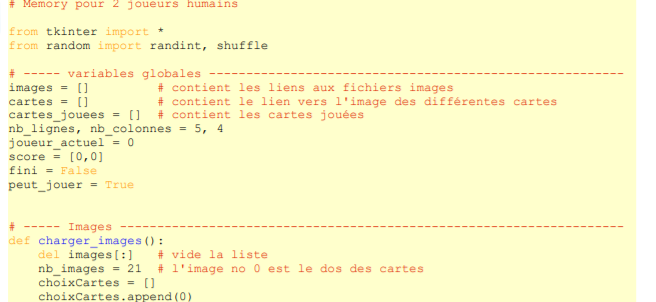 # Memory pour 2 joueurs humains
from tkinter import *
from random import randint, shuffle
# ----- variables globales -------------------------------------------------------
images = []         # contient les liens aux fichiers images
cartes = []         # contient le lien vers l'image des différentes cartes
cartes_jouees = []  # contient les cartes jouées
nb_lignes, nb_colonnes = 5, 4
joueur_actuel = 0
score = [0,0]
fini = False
peut_jouer = True
# ----- Images -------------------------------------------------------------------
def charger_images():
    del images[:]   # vide la liste
    nb_images = 21  # l'image no 0 est le dos des cartes
    choixCartes = []
    choixCartes.append(0)